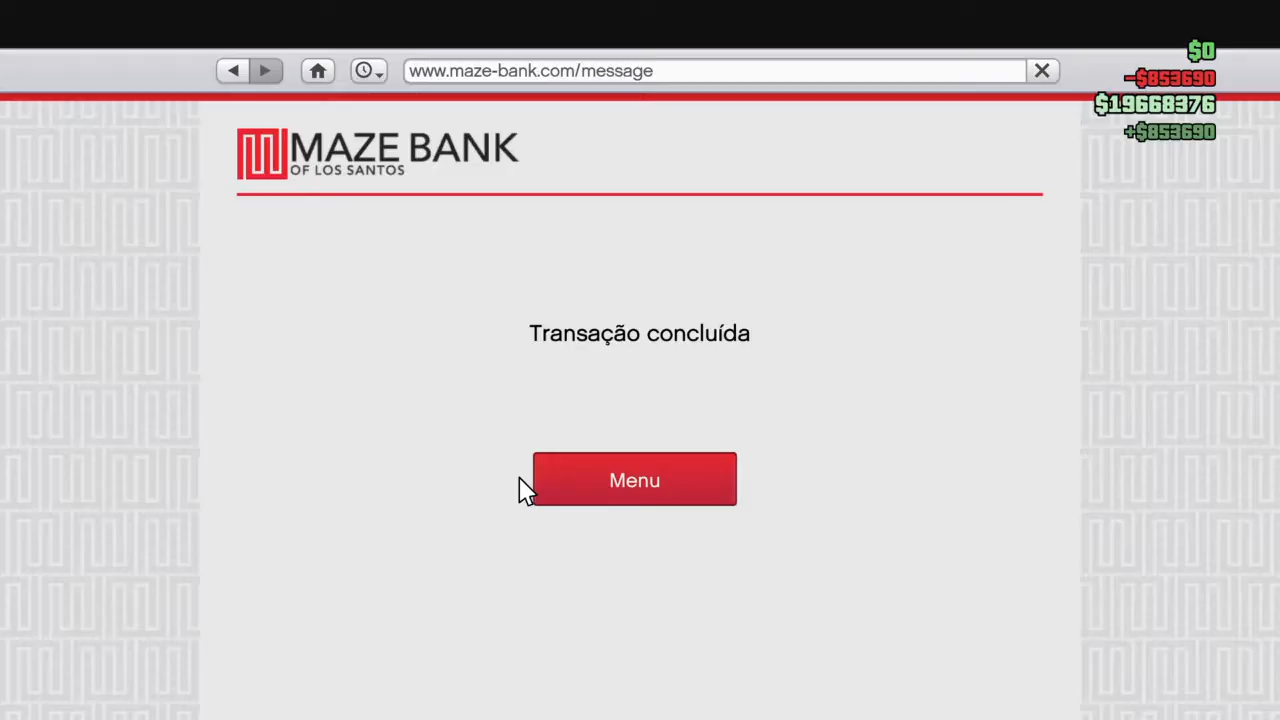 www.maze-bank.com/message
$0
-$853690
$19668376
+$853690
MAZE BANK
OF LOS SANTOS
Transação concluída
Menu